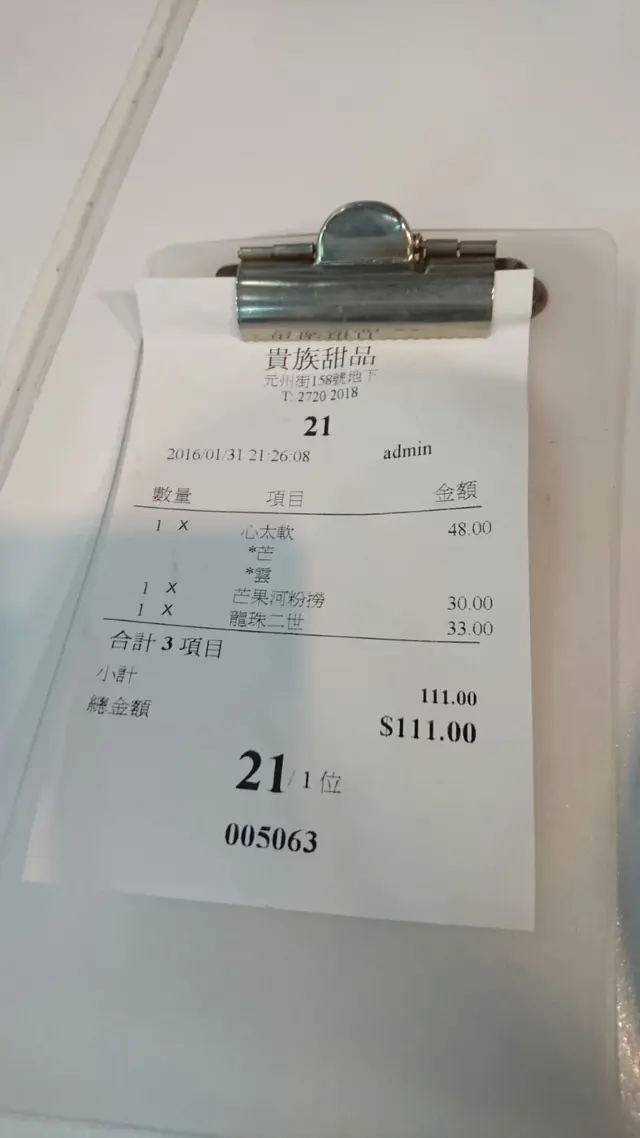 貴族甜品
元州街158號地下
T: 2720 2018
21
2016/01/31 21:26:08 admin
數量 項目 金額
1 X 心太軟 48.00
*芒
*雲
1 X 芒果河粉撈 30.00
1 X 龍珠二世 33.00
合計 3 項目
小計 111.00
總金額 $111.00
21 / 1 位
005063